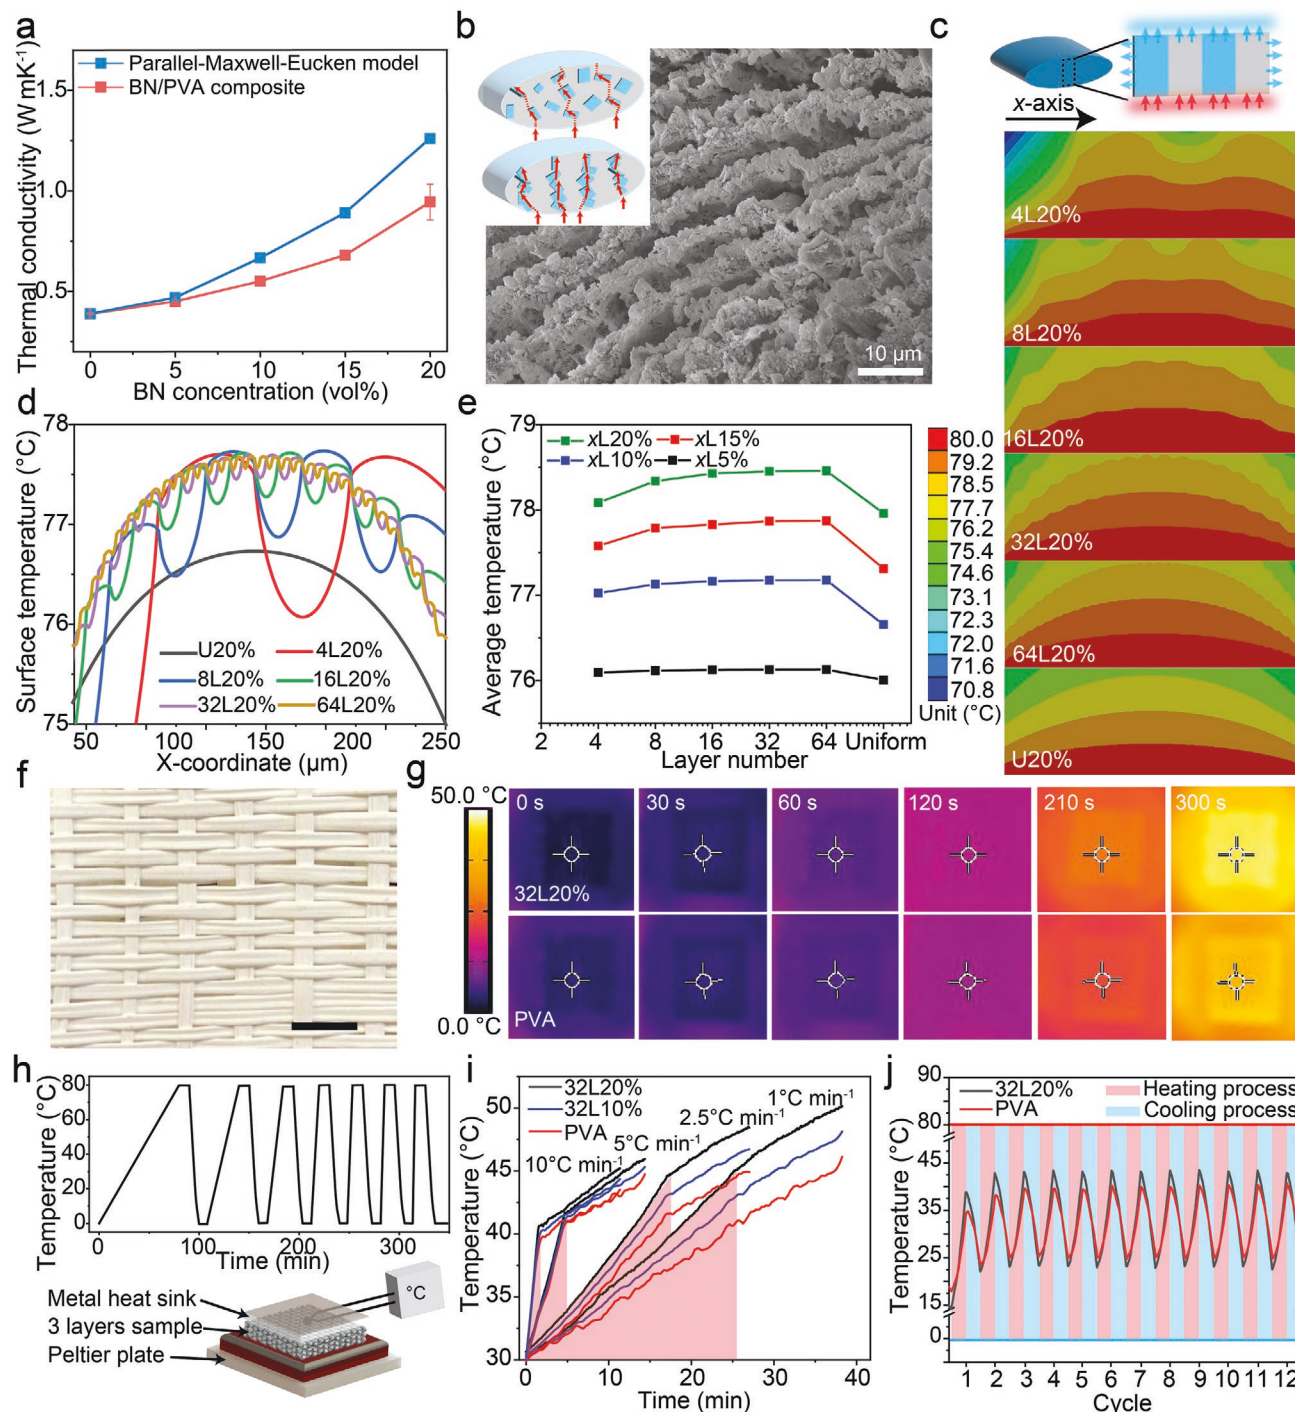 a
Thermal conductivity (W mK⁻¹)
1.5
1.0
0.5
Parallel-Maxwell-Eucken model
BN/PVA composite
0 5 10 15 20
BN concentration (vol%)
b
10 µm
c
x-axis
4L20%
8L20%
16L20%
32L20%
64L20%
U20%
d
Surface temperature (°C)
78
77
76
75
U20% 4L20%
8L20% 16L20%
32L20% 64L20%
50 100 150 200 250
X-coordinate (µm)
e
Average temperature (°C)
79
78
77
76
xL20% xL15%
xL10% xL5%
2 4 8 16 32 64 Uniform
Layer number
80.0
79.2
78.5
77.7
76.2
75.4
74.6
73.1
72.3
72.0
71.6
70.8
Unit (°C)
f
g
50.0 °C
0.0 °C
0 s 30 s 60 s 120 s 210 s 300 s
32L20%
PVA
h
Temperature (°C)
80
60
40
20
0
0 100 200 300
Time (min)
Metal heat sink
3 layers sample
Peltier plate
°C
i
Temperature (°C)
50
45
40
35
30
32L20%
32L10%
PVA
1°C min⁻¹
2.5°C min⁻¹
5°C min⁻¹
10°C min⁻¹
0 10 20 30 40
Time (min)
j
Temperature (°C)
90
80
45
35
25
15
0
32L20% Heating process
PVA Cooling process
1 2 3 4 5 6 7 8 9 10 11 12
Cycle